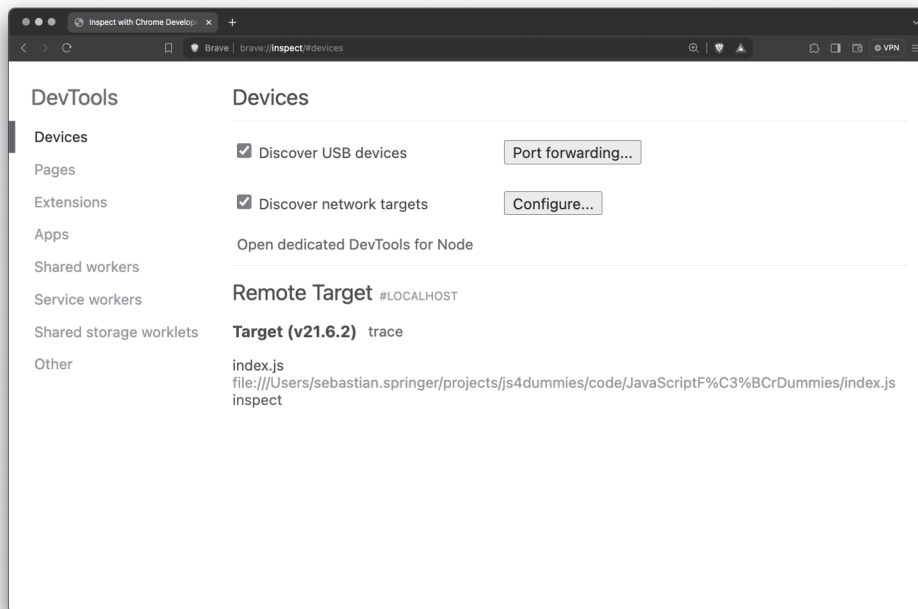 Inspect with Chrome Develop
Brave brave://inspect/#devices
VPN
DevTools
Devices
Pages
Extensions
Apps
Shared workers
Service workers
Shared storage worklets
Other
Devices
Discover USB devices Port forwarding...
Discover network targets Configure...
Open dedicated DevTools for Node
Remote Target #LOCALHOST
Target (v21.6.2) trace
index.js
file:///Users/sebastian.springer/projects/js4dummies/code/JavaScriptF%C3%BCrDummies/index.js
inspect